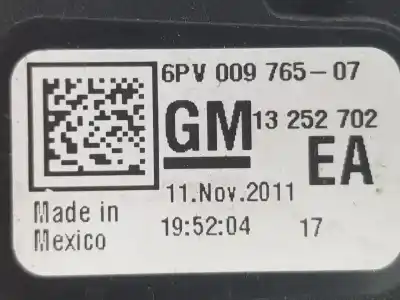 6PV 009 765-07
GM 13 252 702
EA
11.Nov.2011
Made in
Mexico
19:52:04 17